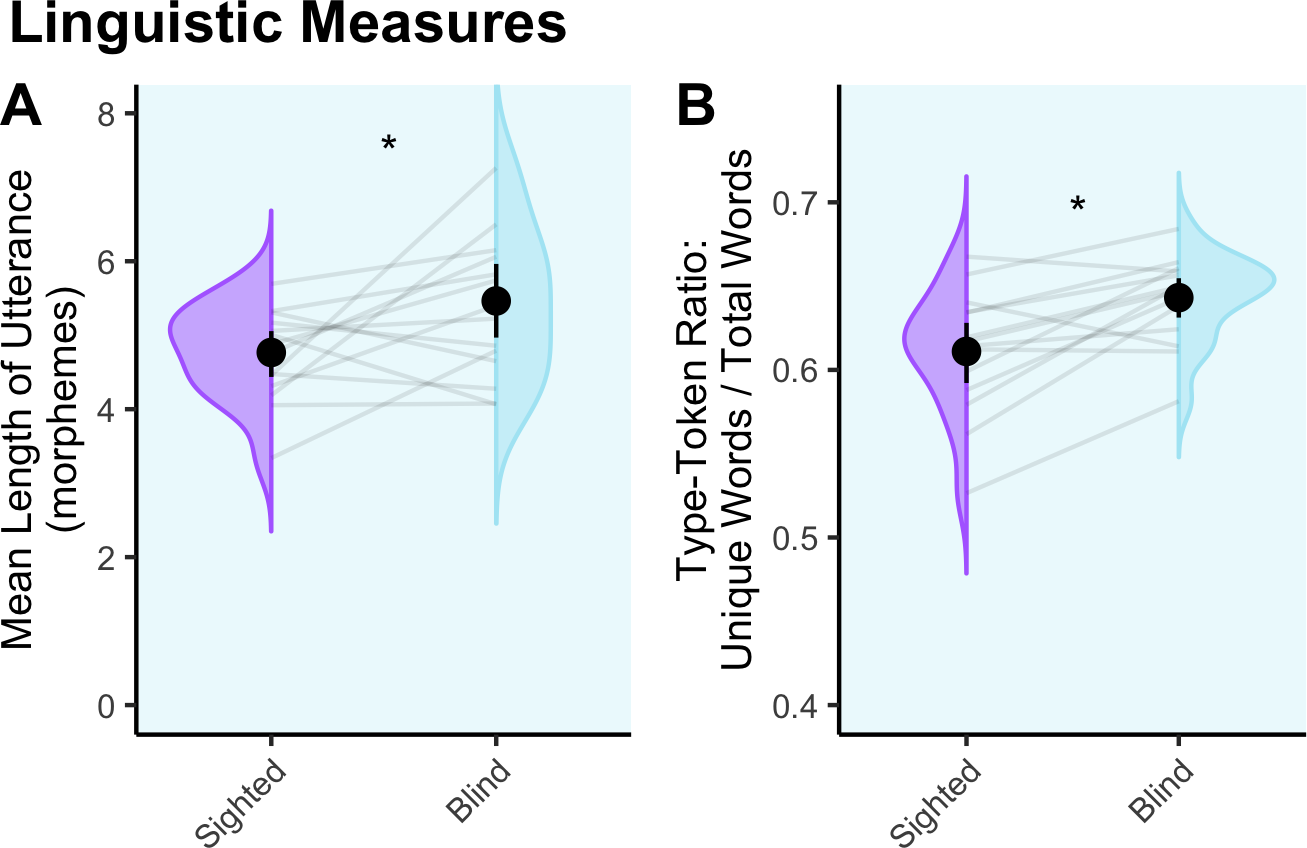 Linguistic Measures
A
Mean Length of Utterance
(morphemes)
8
6
4
2
0
*
Sighted
Blind
B
Type-Token Ratio:
Unique Words / Total Words
0.7
0.6
0.5
0.4
*
Sighted
Blind